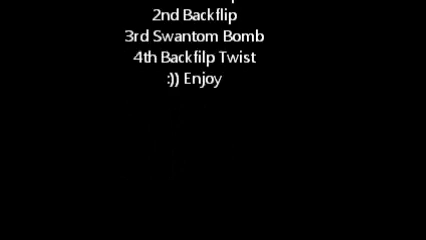 2nd Backflip
3rd Swantom Bomb
4th Backfilp Twist
:)) Enjoy